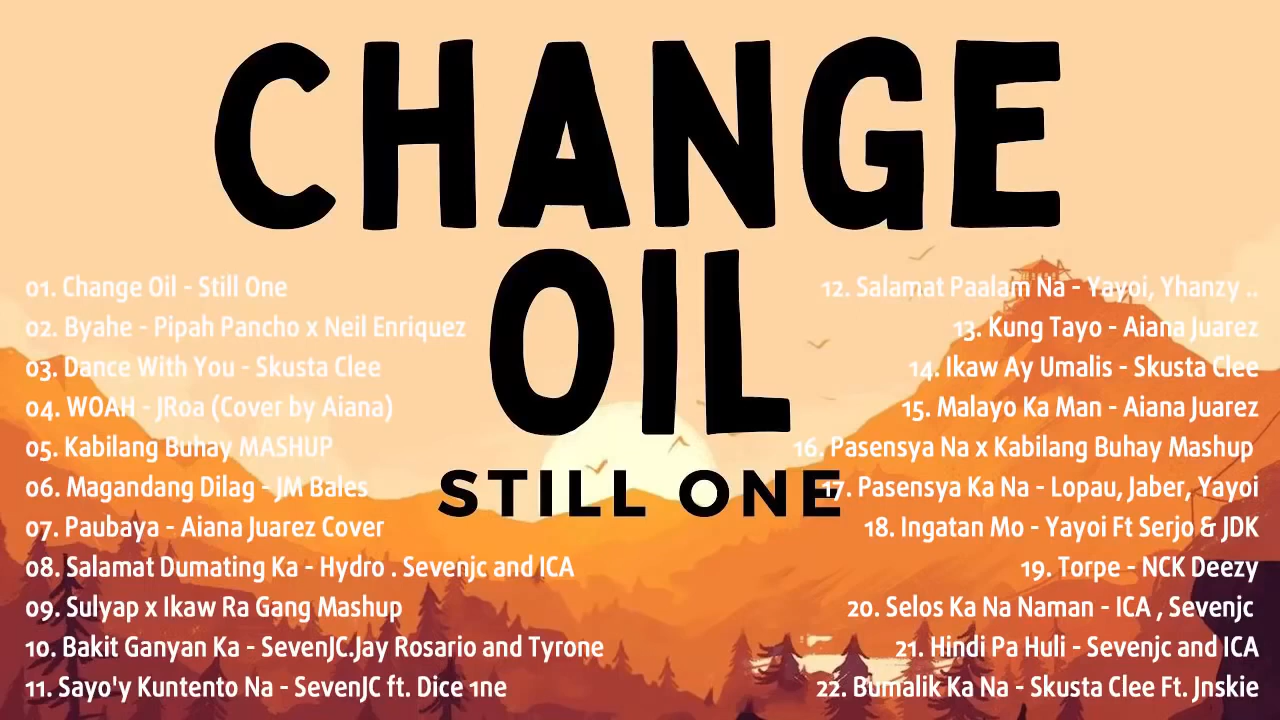 CHANGE
OIL
STILL ONE
01. Change Oil - Still One
02. Byahe - Pipah Pancho x Neil Enriquez
03. Dance With You - Skusta Clee
04. WOAH - JRoa (Cover by Aiana)
05. Kabilang Buhay MASHUP
06. Magandang Dilag - JM Bales
07. Paubaya - Aiana Juarez Cover
08. Salamat Dumating Ka - Hydro . Sevenjc and ICA
09. Sulyap x Ikaw Ra Gang Mashup
10. Bakit Ganyan Ka - SevenJC.Jay Rosario and Tyrone
11. Sayo'y Kuntento Na - SevenJC ft. Dice 1ne
12. Salamat Paalam Na - Yayoi, Yhanzy ..
13. Kung Tayo - Aiana Juarez
14. Ikaw Ay Umalis - Skusta Clee
15. Malayo Ka Man - Aiana Juarez
16. Pasensya Na x Kabilang Buhay Mashup
17. Pasensya Ka Na - Lopau, Jaber, Yayoi
18. Ingatan Mo - Yayoi Ft Serjo & JDK
19. Torpe - NCK Deezy
20. Selos Ka Na Naman - ICA , Sevenjc
21. Hindi Pa Huli - Sevenjc and ICA
22. Bumalik Ka Na - Skusta Clee Ft. Jnskie